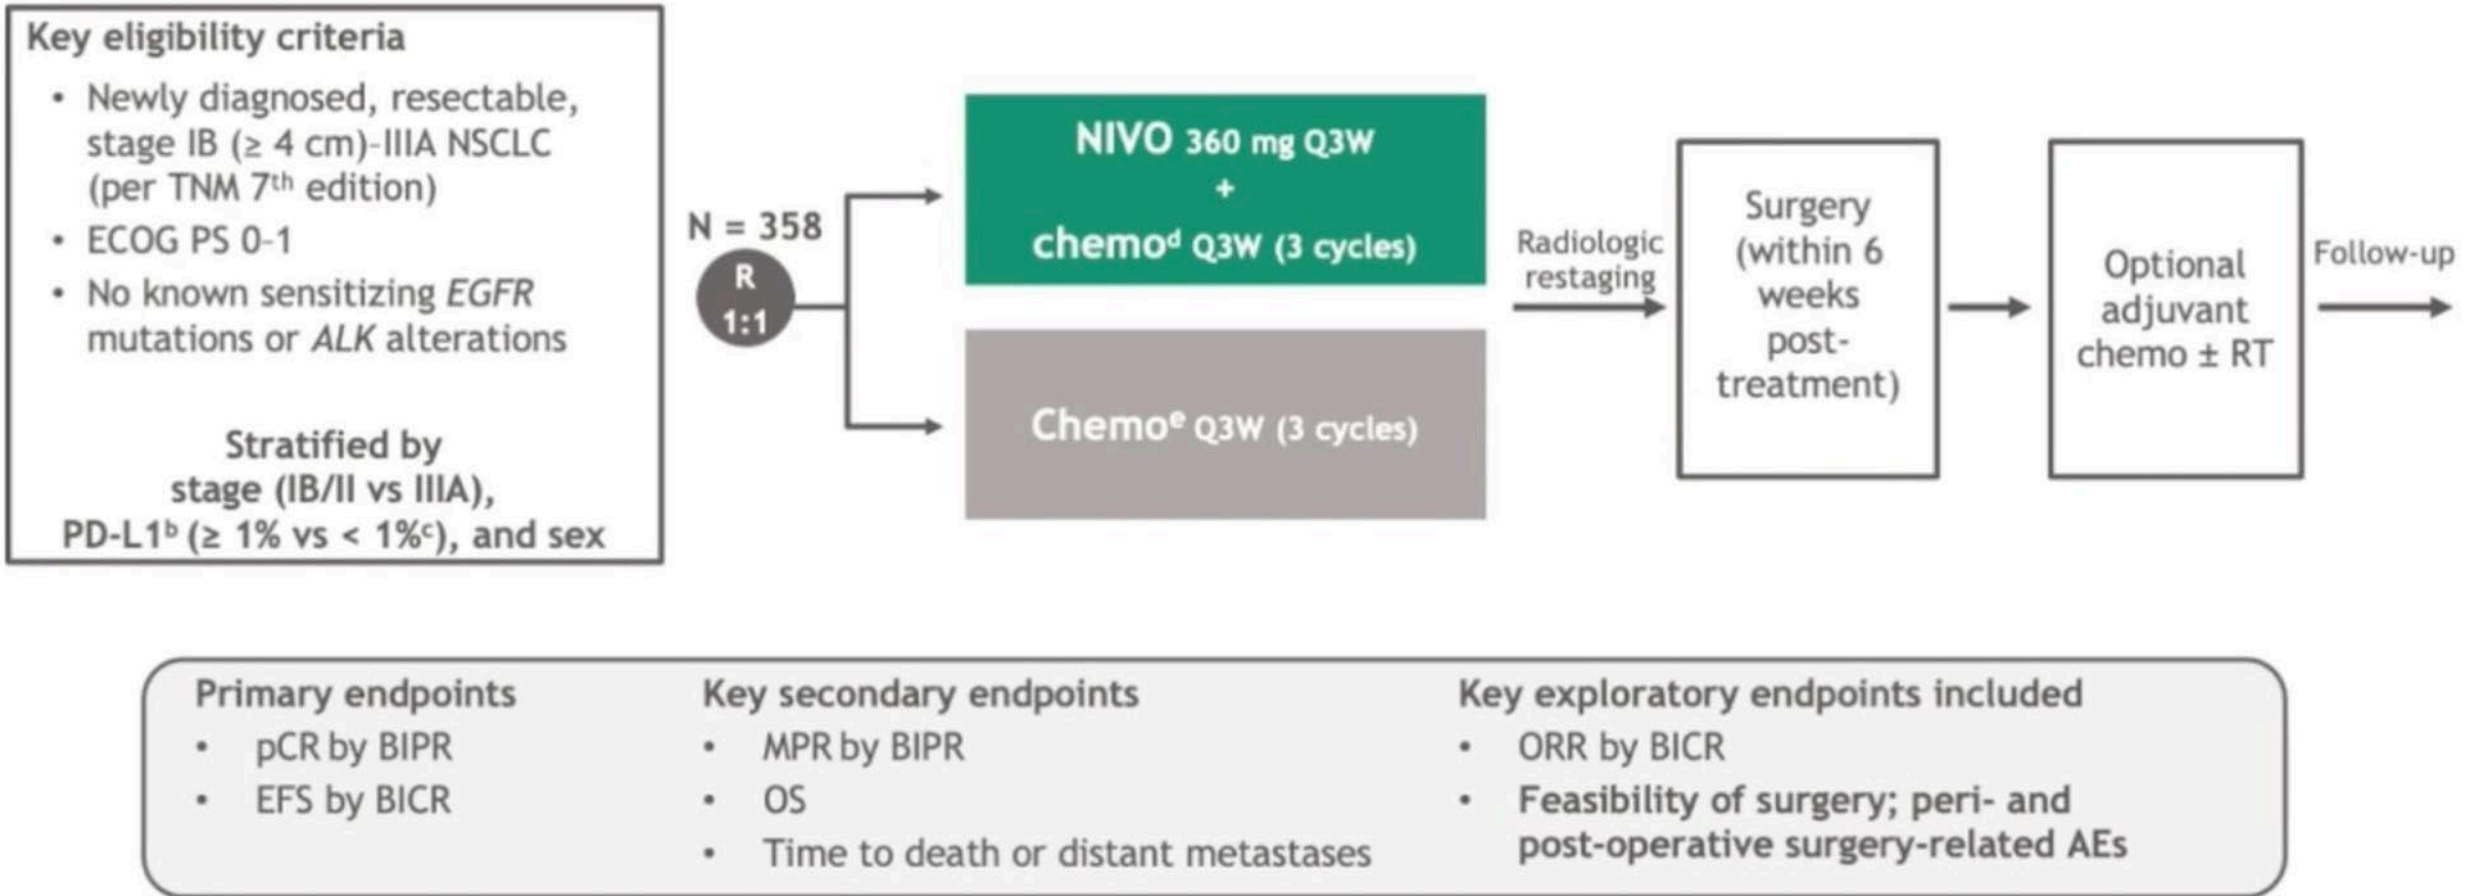 Key eligibility criteria
• Newly diagnosed, resectable,
stage IB (≥ 4 cm)–IIIA NSCLC
(per TNM 7th edition)
• ECOG PS 0–1
• No known sensitizing EGFR
mutations or ALK alterations
Stratified by
stage (IB/II vs IIIA),
PD-L1ᵇ (≥ 1% vs < 1%ᶜ), and sex
N = 358
R
1:1
NIVO 360 mg Q3W
+
chemoᵈ Q3W (3 cycles)
Chemoᵉ Q3W (3 cycles)
Radiologic
restaging
Surgery
(within 6
weeks
post-
treatment)
Optional
adjuvant
chemo ± RT
Follow-up
Primary endpoints
• pCR by BIPR
• EFS by BICR
Key secondary endpoints
• MPR by BIPR
• OS
• Time to death or distant metastases
Key exploratory endpoints included
• ORR by BICR
• Feasibility of surgery; peri- and
post-operative surgery-related AEs